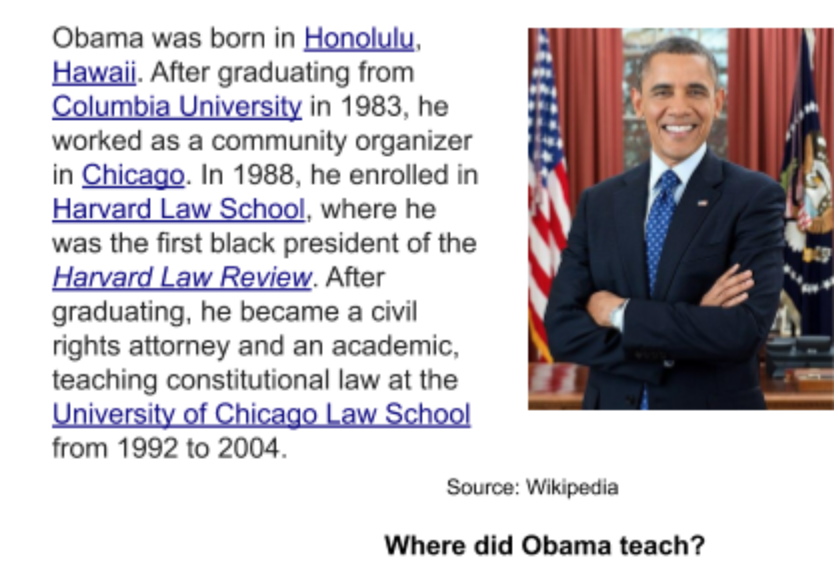 Obama was born in Honolulu,
Hawaii. After graduating from
Columbia University in 1983, he
worked as a community organizer
in Chicago. In 1988, he enrolled in
Harvard Law School, where he
was the first black president of the
Harvard Law Review. After
graduating, he became a civil
rights attorney and an academic,
teaching constitutional law at the
University of Chicago Law School
from 1992 to 2004.
Source: Wikipedia
Where did Obama teach?